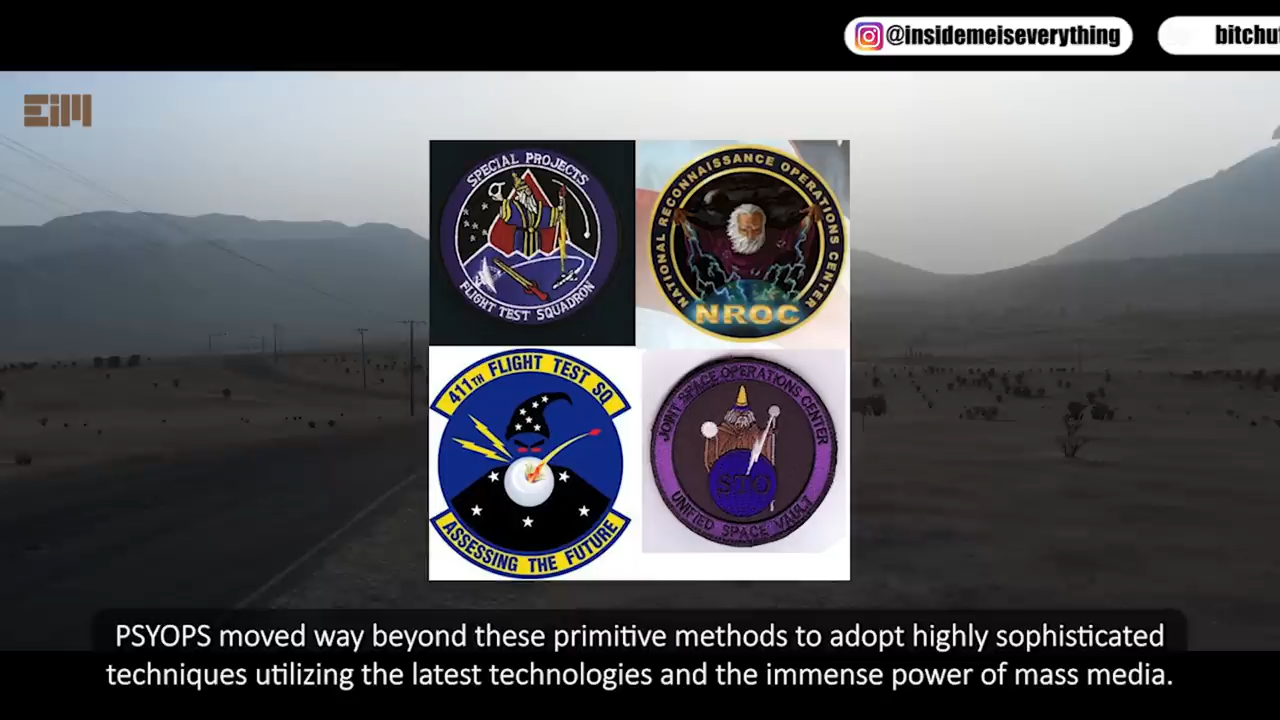 @insidemeiseverything
bitchut
EiM
SPECIAL PROJECTS
FLIGHT TEST SQUADRON
NATIONAL RECONNAISSANCE OPERATIONS CENTER
NROC
411TH FLIGHT TEST SQ
ASSESSING THE FUTURE
JOINT SPACE OPERATIONS CENTER
STO
UNIFIED SPACE VAULT
PSYOPS moved way beyond these primitive methods to adopt highly sophisticated
techniques utilizing the latest technologies and the immense power of mass media.